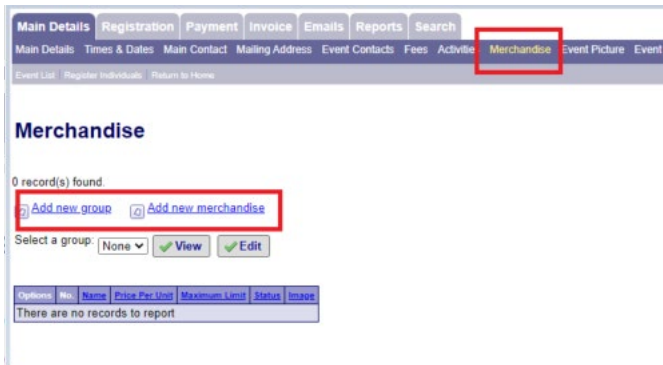 Main Details Registration Payment Invoice Emails Reports Search
Main Details Times & Dates Main Contact Mailing Address Event Contacts Fees Activities Merchandise Event Picture Event
Event List Register Individuals Return to Home
Merchandise
0 record(s) found.
Add new group Add new merchandise
Select a group: None View Edit
Options No. Name Price Per Unit Maximum Limit Status Image
There are no records to report